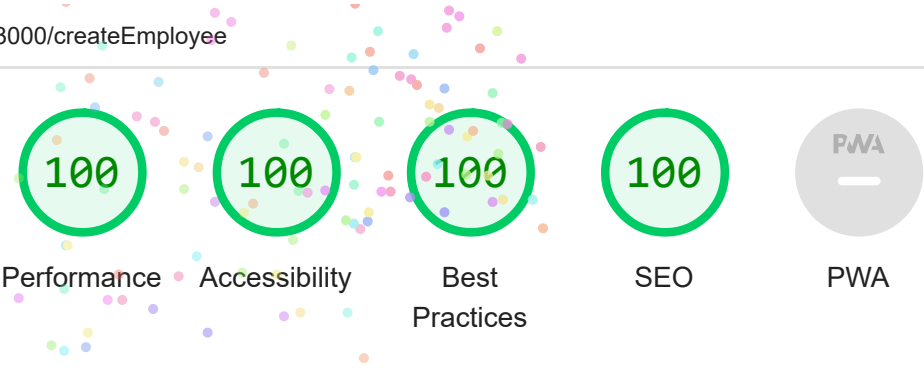 3000/createEmployee
100 100 100 100 PWA
Performance Accessibility Best Practices SEO PWA